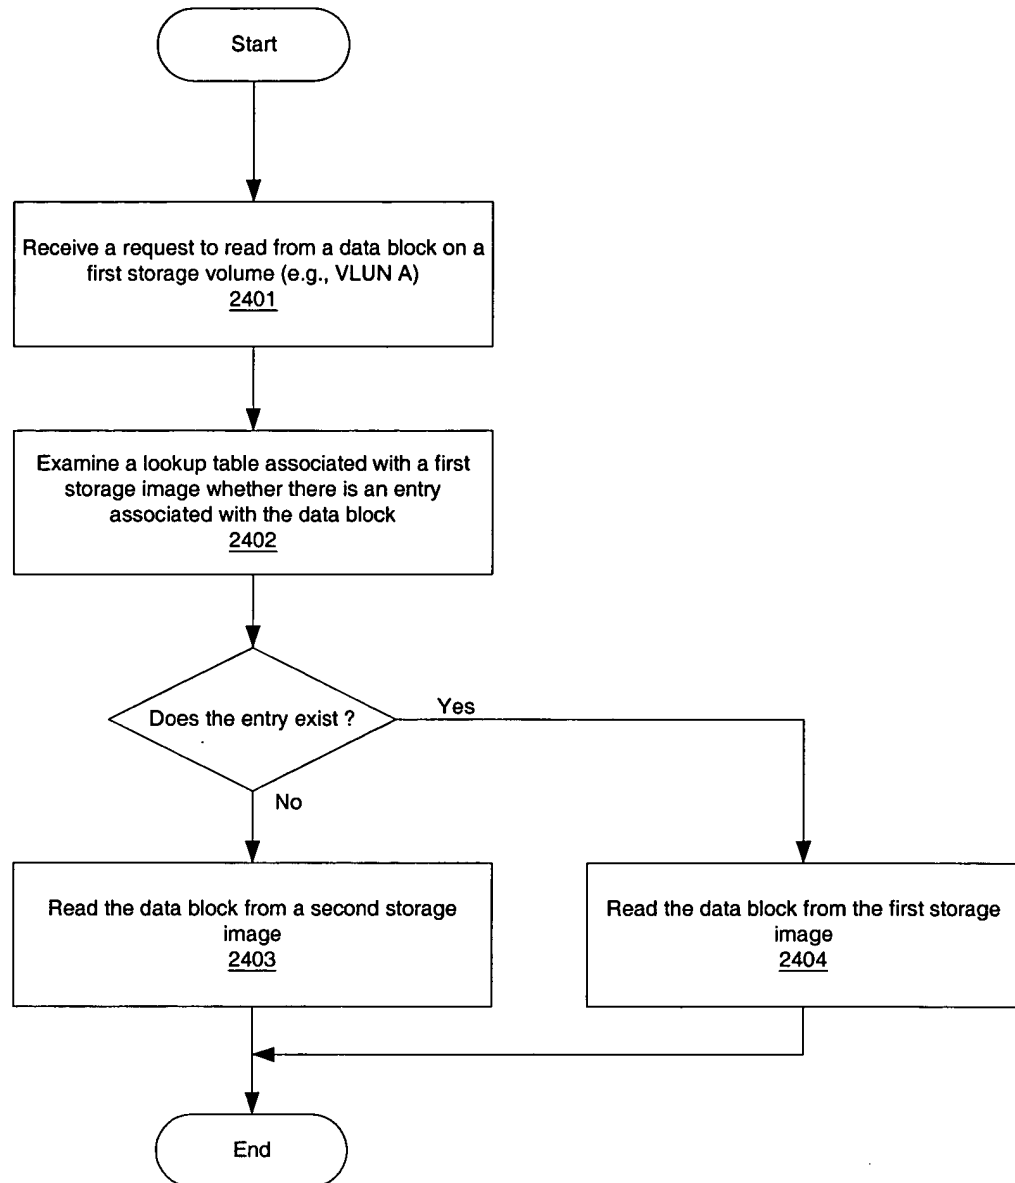 Start
Receive a request to read from a data block on a
first storage volume (e.g., VLUN A)
2401
Examine a lookup table associated with a first
storage image whether there is an entry
associated with the data block
2402
Does the entry exist ?
Yes
No
Read the data block from a second storage
image
2403
Read the data block from the first storage
image
2404
End